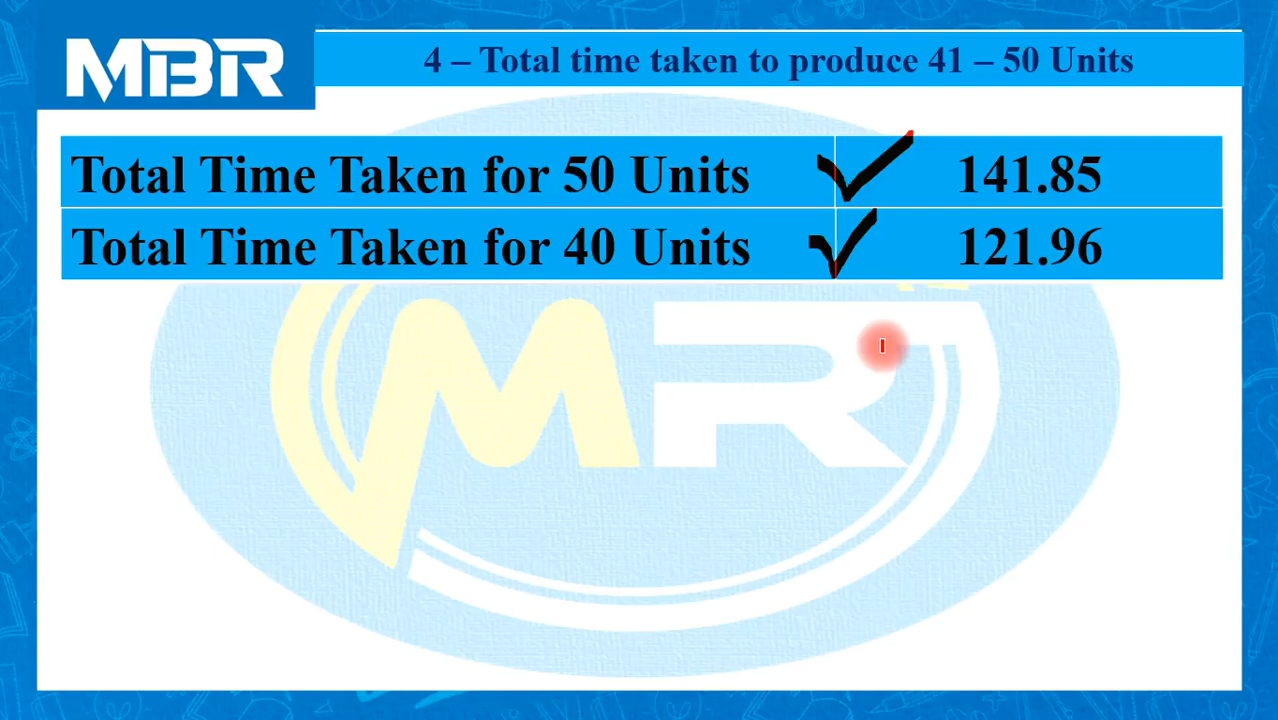 MBR
4 – Total time taken to produce 41 – 50 Units
Total Time Taken for 50 Units 141.85
Total Time Taken for 40 Units 121.96
MR